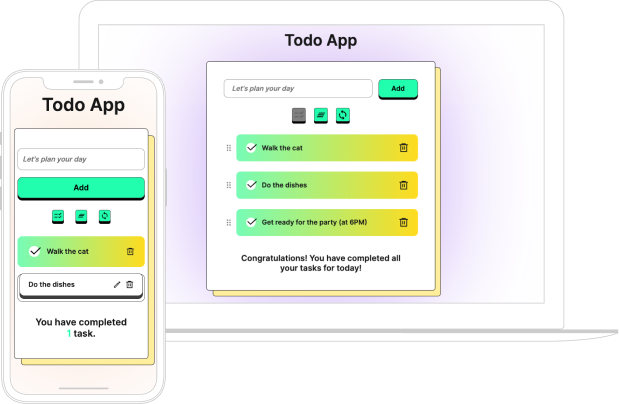 Todo App
Let's plan your day
Add
Walk the cat
Do the dishes
Get ready for the party (at 6PM)
Congratulations! You have completed all
your tasks for today!
Todo App
Let's plan your day
Add
Walk the cat
Do the dishes
You have completed
1 task.